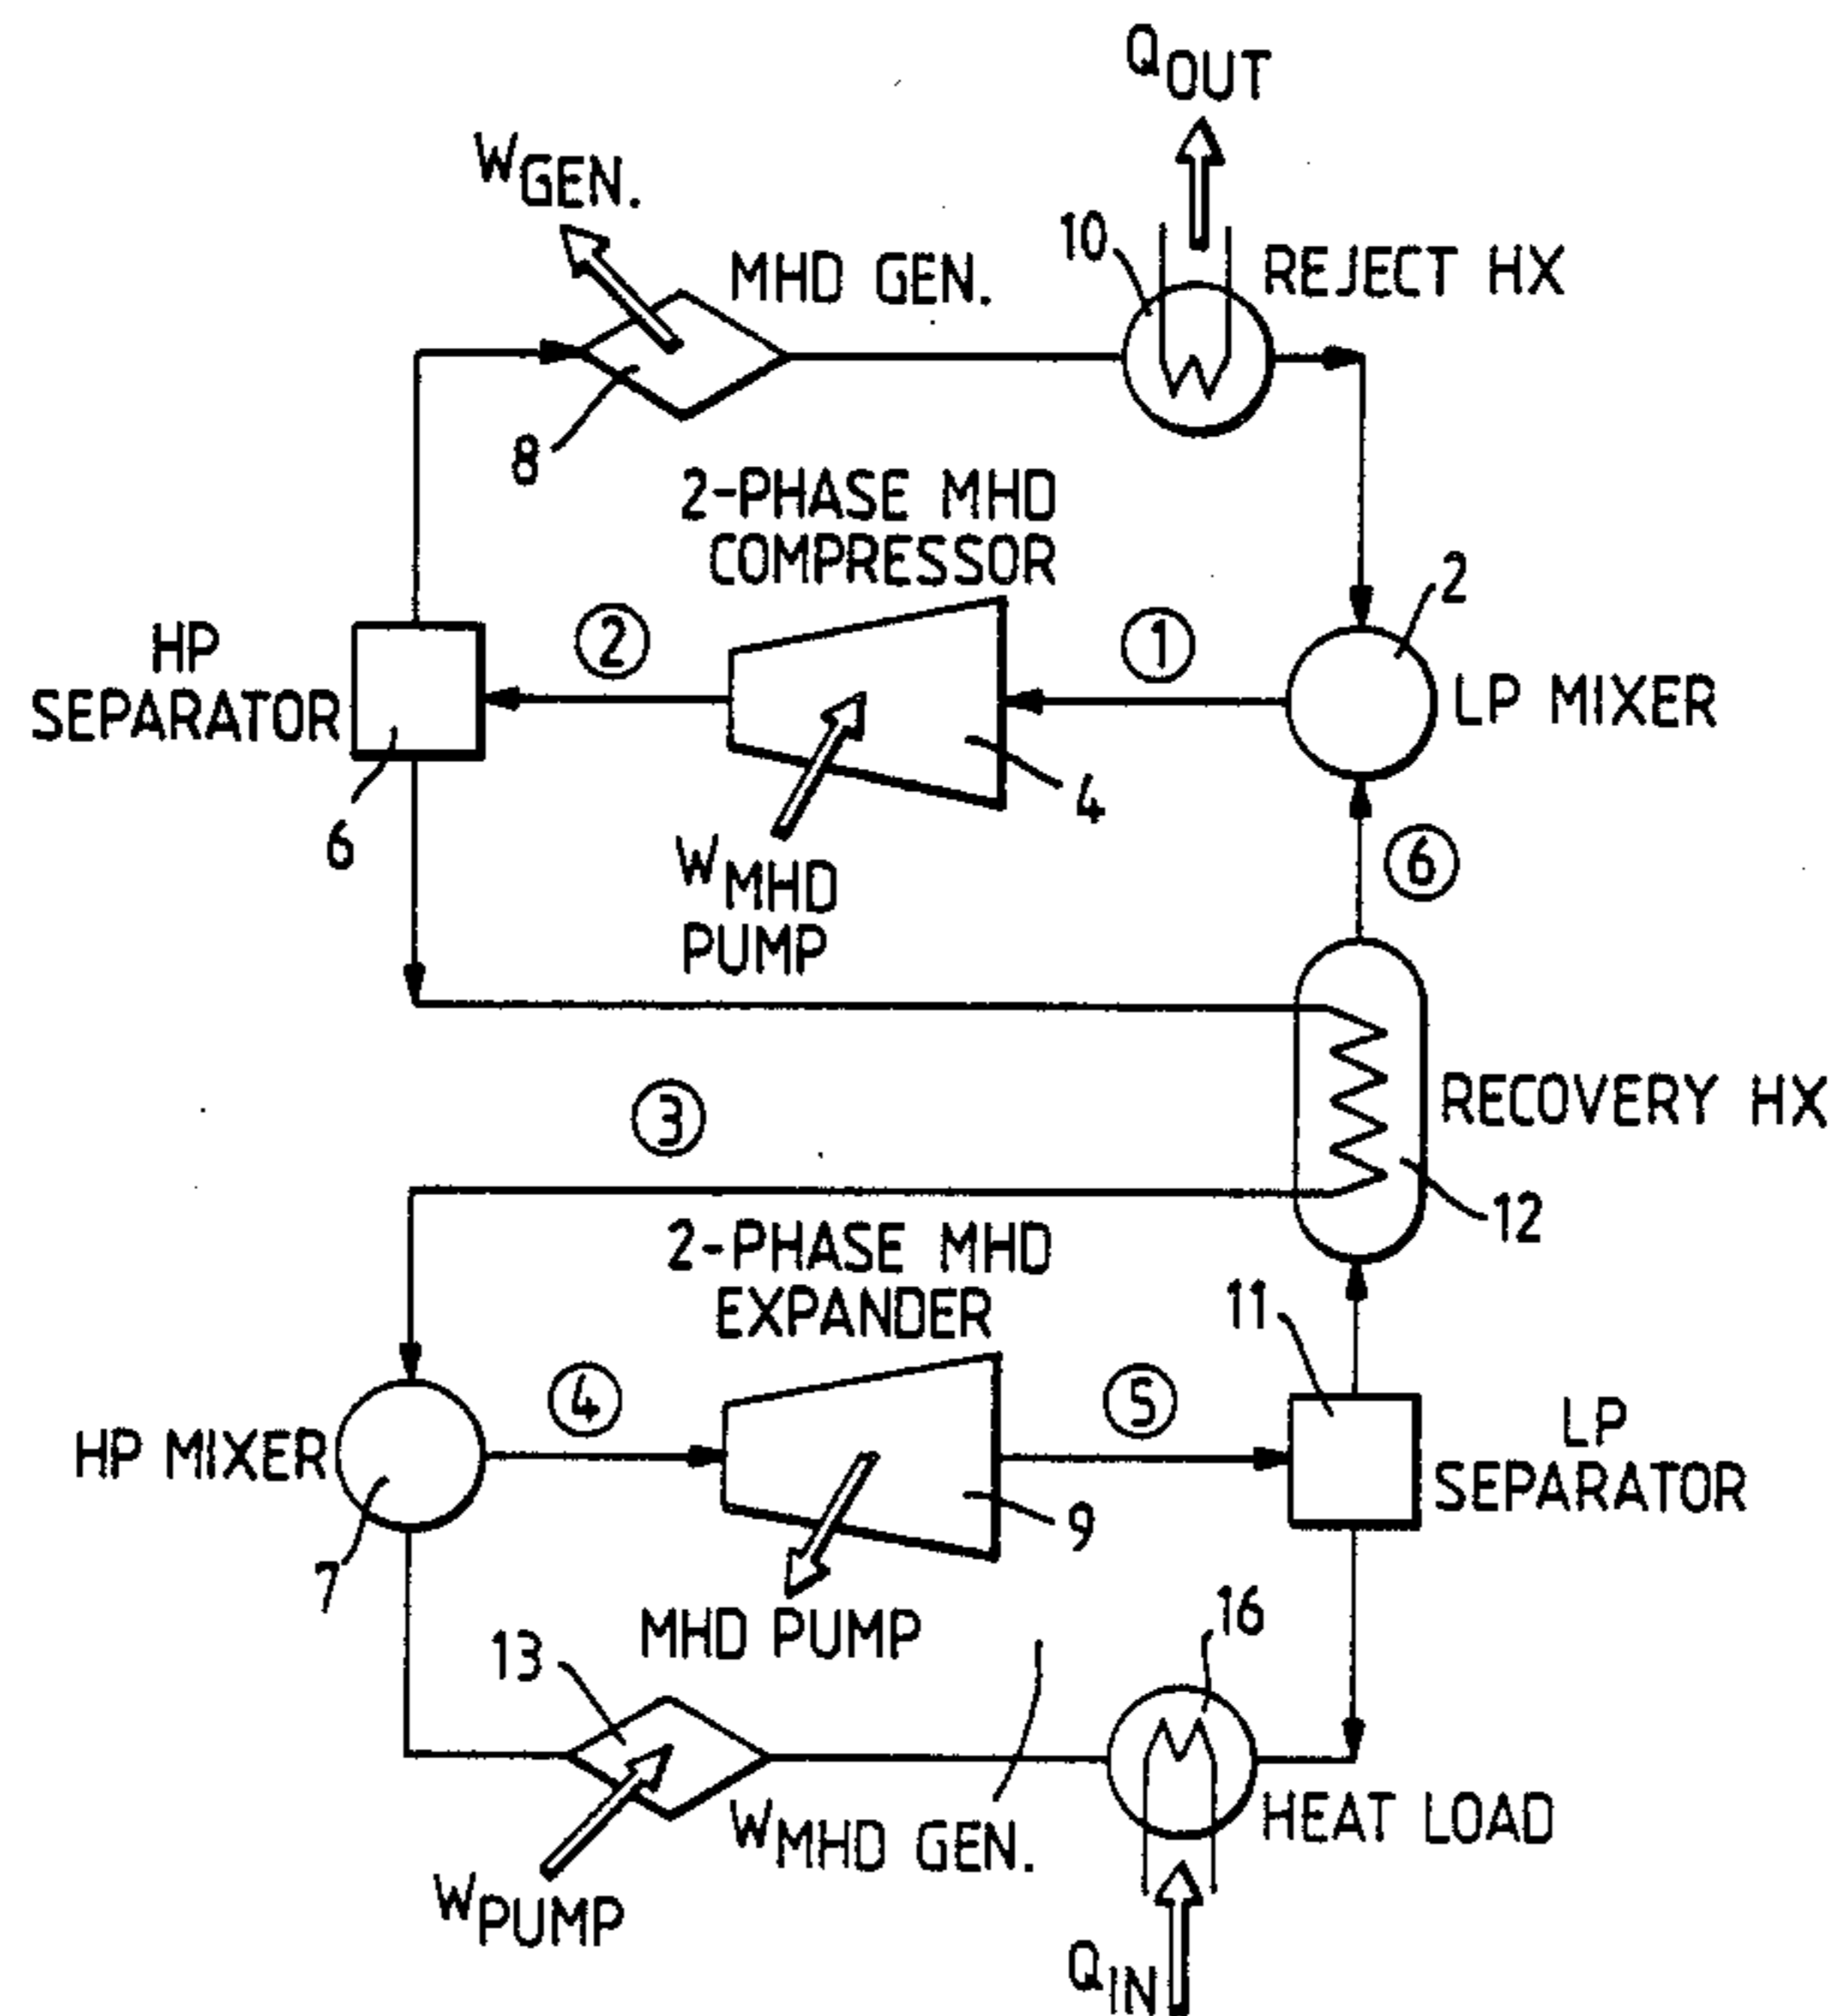 QOUT
WGEN.
MHD GEN.
10
REJECT HX
8
2-PHASE MHD
COMPRESSOR
2
HP
SEPARATOR
②
①
LP MIXER
4
6
WMHD
PUMP
⑥
③
RECOVERY HX
12
2-PHASE MHD
EXPANDER
11
HP MIXER
④
⑤
LP
SEPARATOR
9
7
MHD PUMP
16
13
WMHD GEN.
HEAT LOAD
WPUMP
QIN